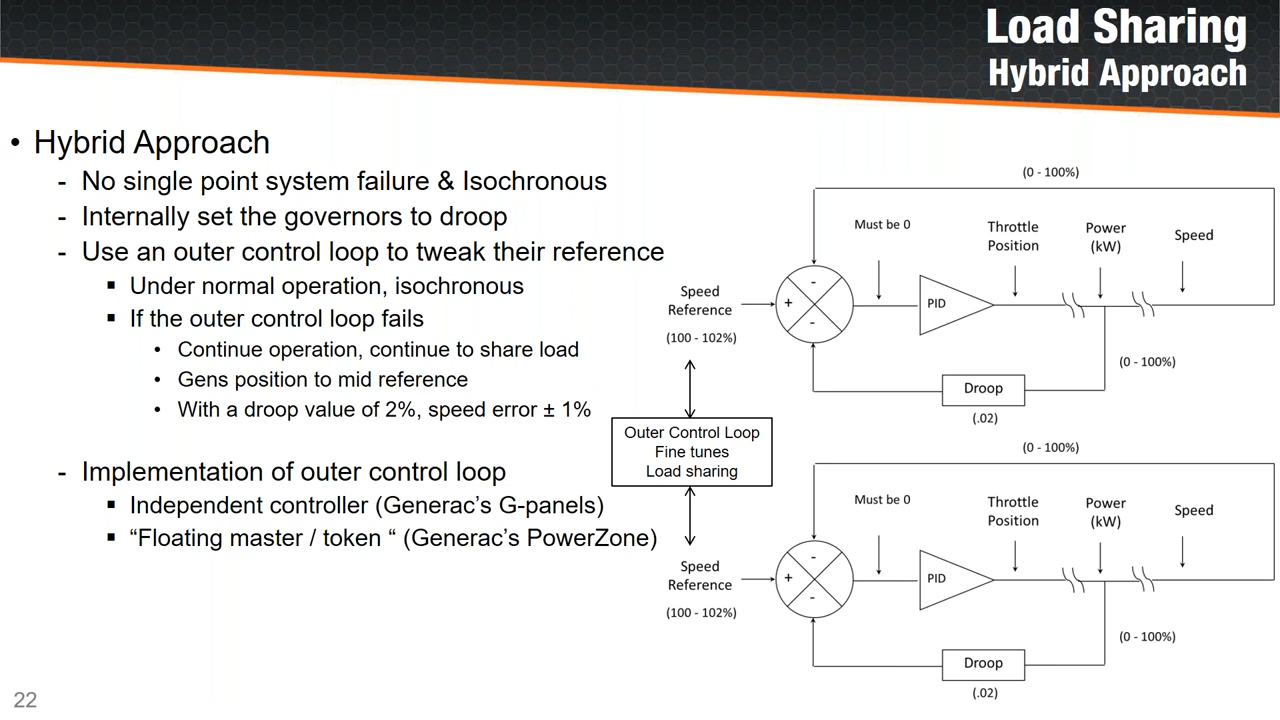 Load Sharing
Hybrid Approach
• Hybrid Approach
- No single point system failure & Isochronous
- Internally set the governors to droop
- Use an outer control loop to tweak their reference
▪ Under normal operation, isochronous
▪ If the outer control loop fails
• Continue operation, continue to share load
• Gens position to mid reference
• With a droop value of 2%, speed error ± 1%
- Implementation of outer control loop
▪ Independent controller (Generac’s G-panels)
▪ “Floating master / token “ (Generac’s PowerZone)
(0 - 100%)
Must be 0
Throttle
Position
Power
(kW)
Speed
Speed
Reference
(100 - 102%)
+
-
-
PID
(0 - 100%)
Droop
(.02)
Outer Control Loop
Fine tunes
Load sharing
(0 - 100%)
Must be 0
Throttle
Position
Power
(kW)
Speed
Speed
Reference
(100 - 102%)
+
-
-
PID
(0 - 100%)
Droop
(.02)
22